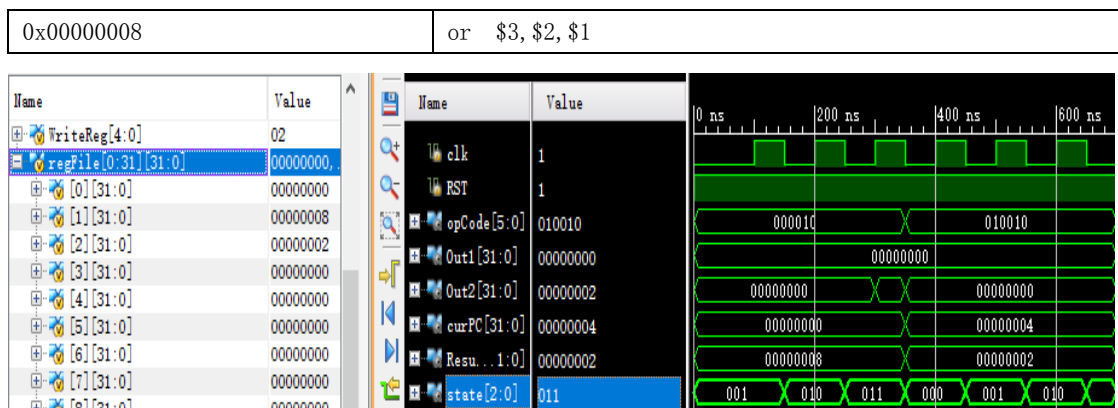 0x00000008 or $3,$2,$1
Name Value
WriteReg[4:0] 02
regFile[0:31][31:0] 00000000,.
[0][31:0] 00000000
[1][31:0] 00000008
[2][31:0] 00000002
[3][31:0] 00000000
[4][31:0] 00000000
[5][31:0] 00000000
[6][31:0] 00000000
[7][31:0] 00000000
[8][31:0] 00000000
Name Value
clk 1
RST 1
opCode[5:0] 010010
Out1[31:0] 00000000
Out2[31:0] 00000002
curPC[31:0] 00000004
Resu...1:0] 00000002
state[2:0] 011
0 ns 200 ns 400 ns 600 ns
000010 010010
00000000
00000000 00000000
00000000 00000004
00000008 00000002
001 010 011 000 001 010